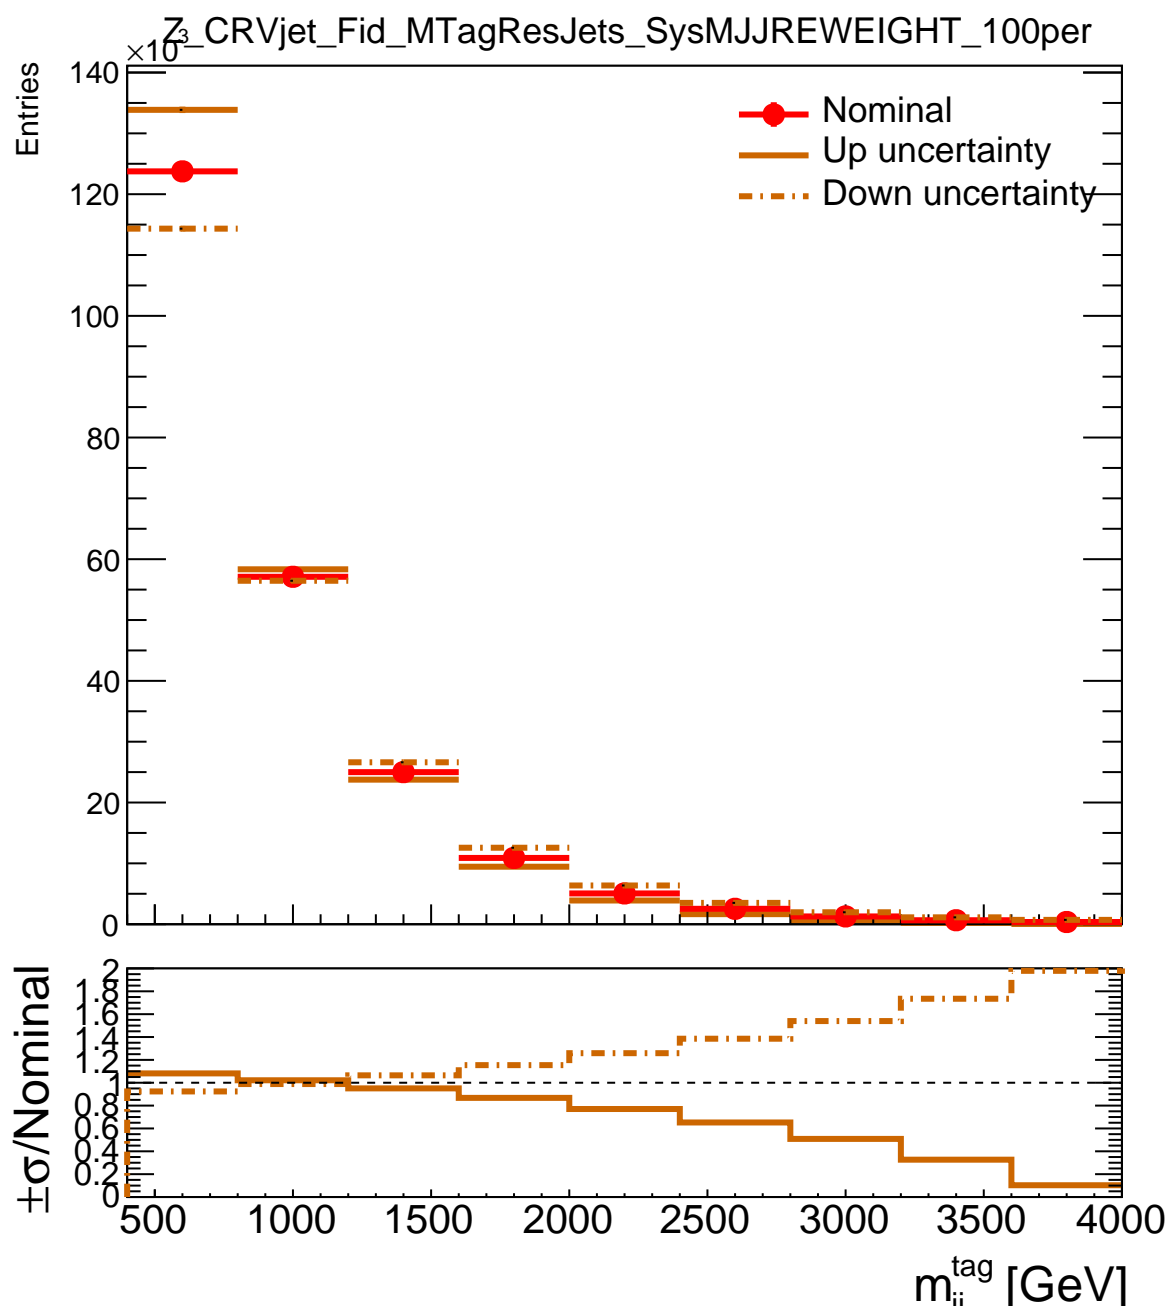 Z_CRVjet_Fid_MTagResJets_SysMJJREWEIGHT_100per
×10³
Entries
140
120
100
80
60
40
20
0
Nominal
Up uncertainty
Down uncertainty
±σ/Nominal
2
1.8
1.6
1.4
1.2
1
0.8
0.6
0.4
0.2
0
500 1000 1500 2000 2500 3000 3500 4000
m_jj^tag [GeV]